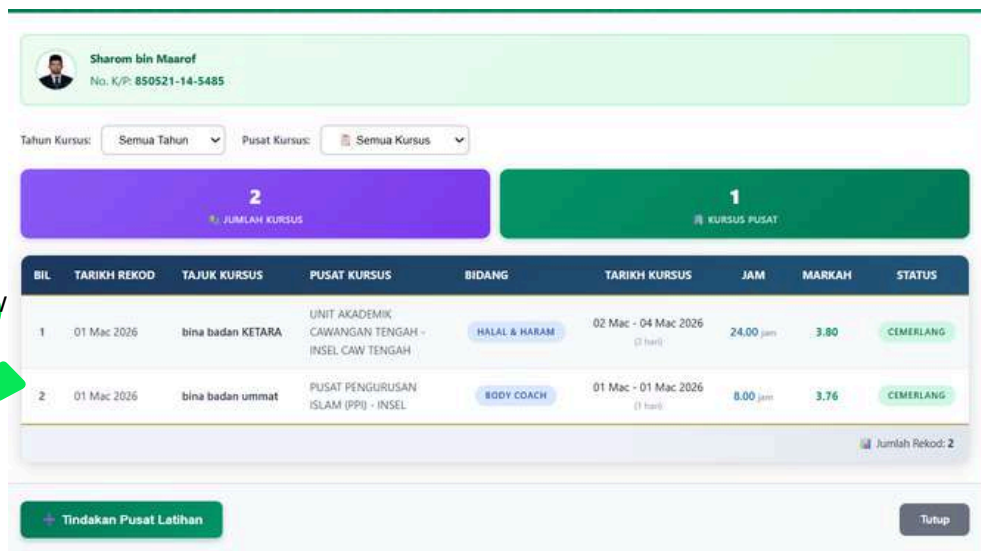 Sharom bin Maarof
No. K/P: 850521-14-5485
Tahun Kursus: Semua Tahun Pusat Kursus: Semua Kursus
2
JUMLAH KURSUS
1
KURSUS PUSAT
BIL TARIKH REKOD TAJUK KURSUS PUSAT KURSUS BIDANG TARIKH KURSUS JAM MARKAH STATUS
1 01 Mac 2026 bina badan KETARA UNIT AKADEMIK CAWANGAN TENGAH - INSEL CAW TENGAH HALAL & HARAM 02 Mac - 04 Mac 2026 24.00 jam 3.80 CEMERLANG
2 01 Mac 2026 bina badan ummat PUSAT PENGURUSAN ISLAM (PPI) - INSEL BODY COACH 01 Mac - 01 Mac 2026 (1 hari) 8.00 jam 3.76 CEMERLANG
Jumlah Rekod: 2
Tindakan Pusat Latihan
Tutup